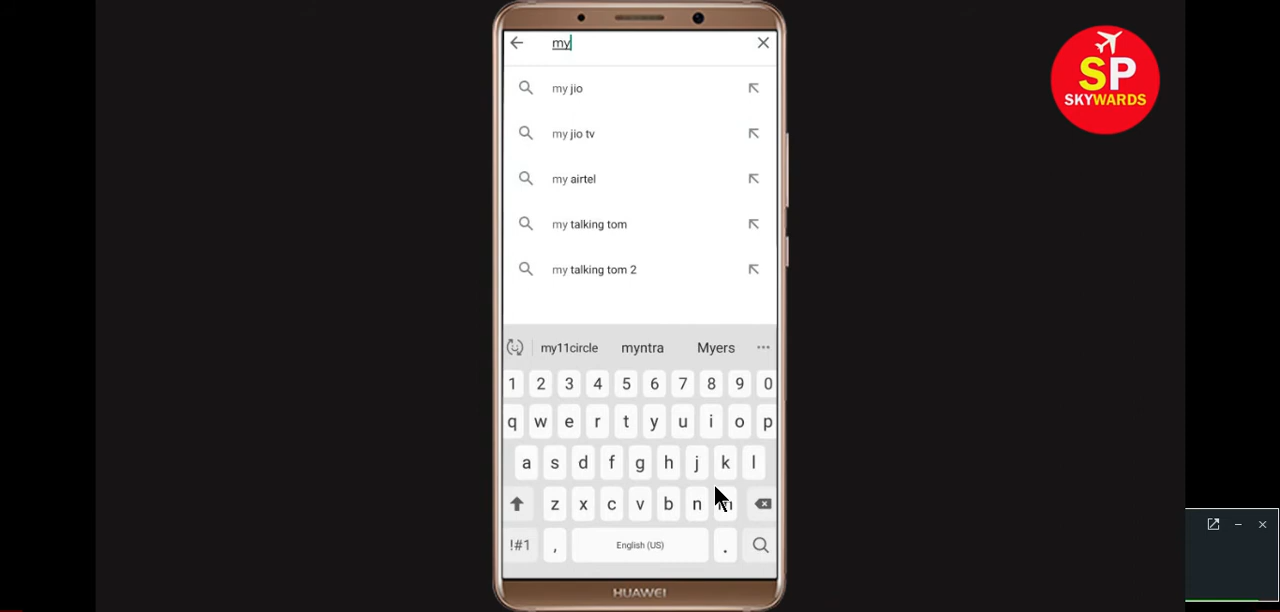 my
SP
SKYWARDS
my jio
my jio tv
my airtel
my talking tom
my talking tom 2
my11circle myntra Myers ...
1 2 3 4 5 6 7 8 9 0
q w e r t y u i o p
a s d f g h j k l
z x c v b n m
!#1 , English (US) .
HUAWEI